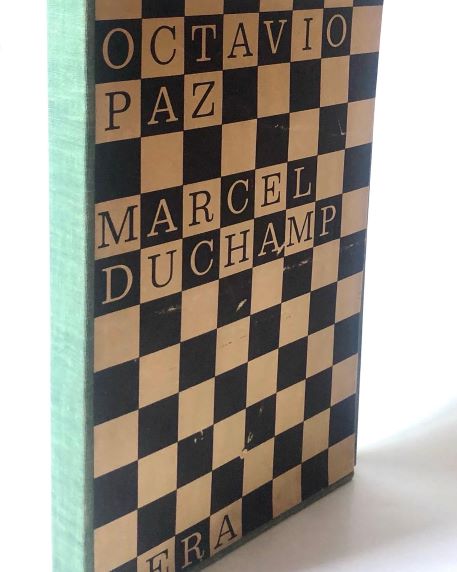 OCTAVIO
PAZ
MARCEL
DUCHAMP
ERA